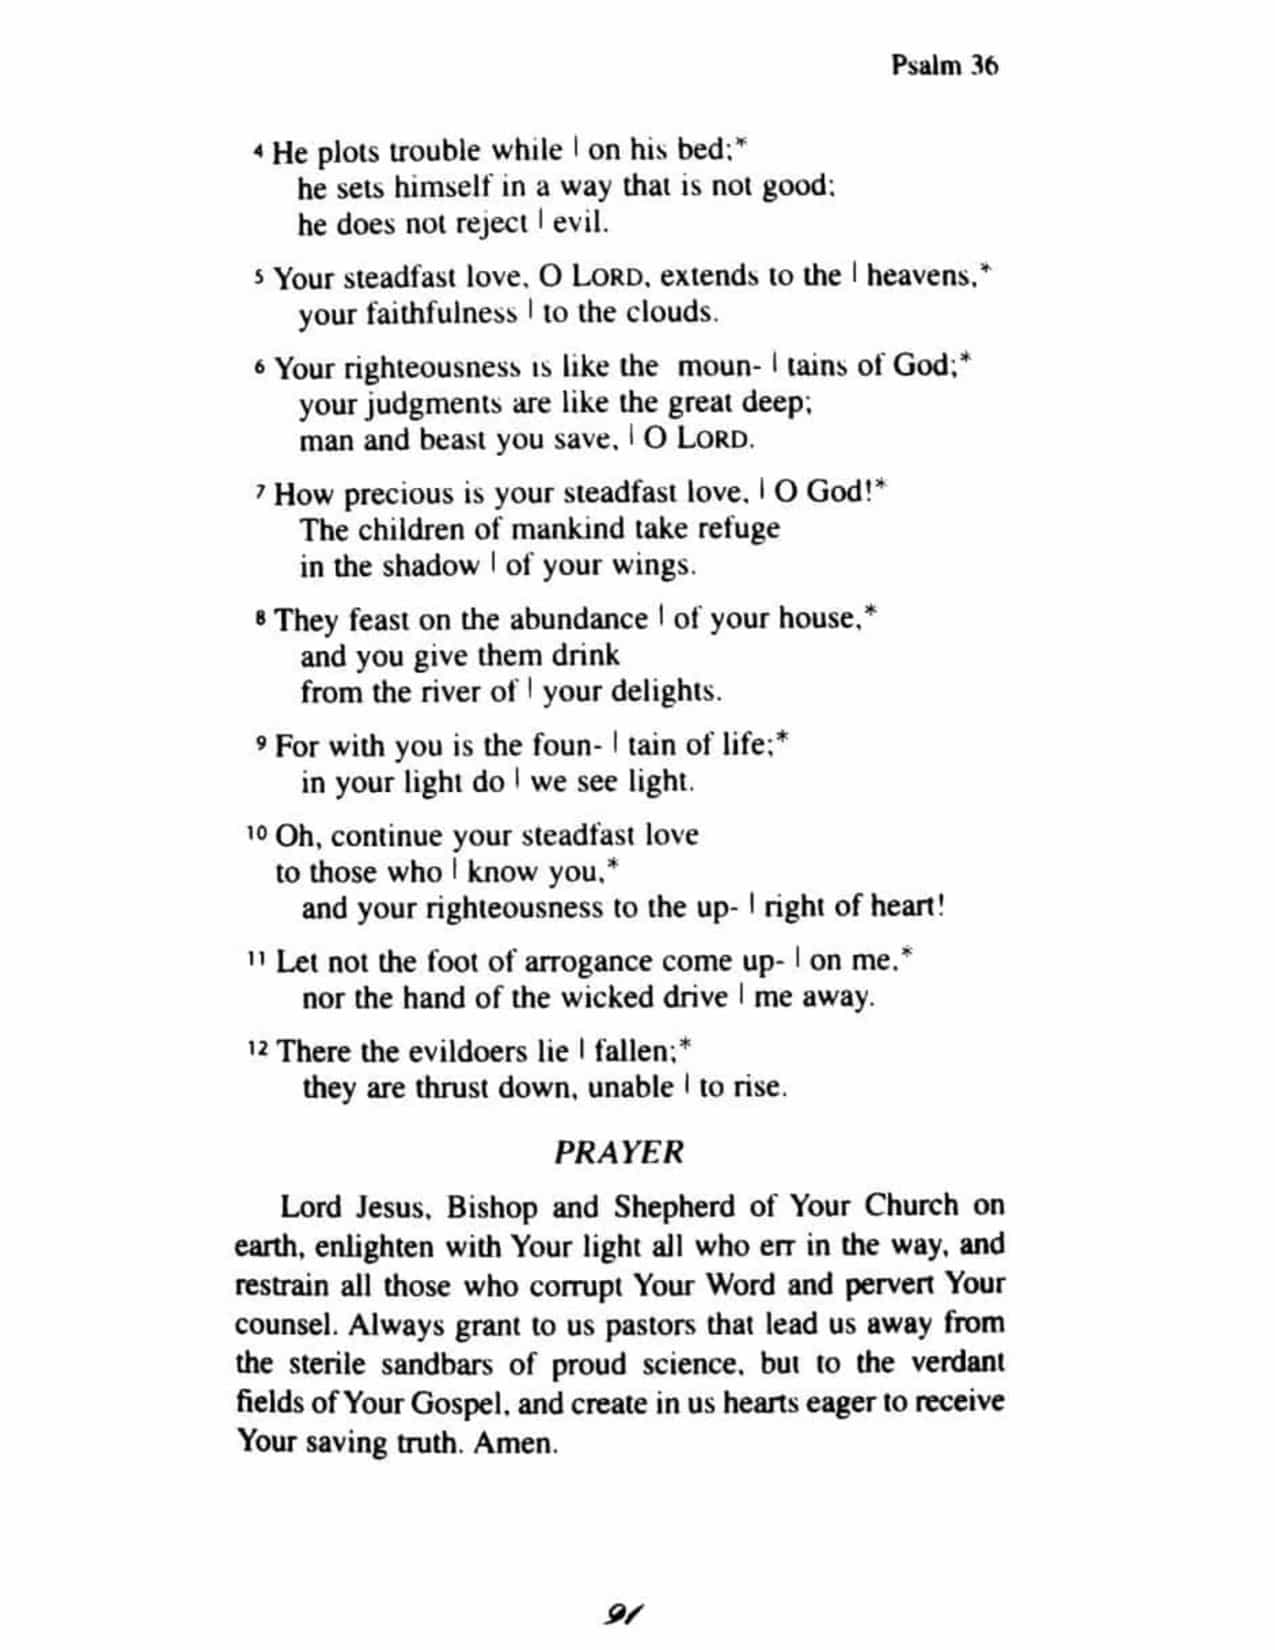 Psalm 36
4 He plots trouble while | on his bed;*
he sets himself in a way that is not good;
he does not reject | evil.
5 Your steadfast love, O LORD, extends to the | heavens,*
your faithfulness | to the clouds.
6 Your righteousness is like the moun- | tains of God;*
your judgments are like the great deep;
man and beast you save, | O LORD.
7 How precious is your steadfast love, | O God!*
The children of mankind take refuge
in the shadow | of your wings.
8 They feast on the abundance | of your house,*
and you give them drink
from the river of | your delights.
9 For with you is the foun- | tain of life;*
in your light do | we see light.
10 Oh, continue your steadfast love
to those who | know you,*
and your righteousness to the up- | right of heart!
11 Let not the foot of arrogance come up- | on me,*
nor the hand of the wicked drive | me away.
12 There the evildoers lie | fallen;*
they are thrust down, unable | to rise.
PRAYER
Lord Jesus, Bishop and Shepherd of Your Church on
earth, enlighten with Your light all who err in the way, and
restrain all those who corrupt Your Word and pervert Your
counsel. Always grant to us pastors that lead us away from
the sterile sandbars of proud science, but to the verdant
fields of Your Gospel, and create in us hearts eager to receive
Your saving truth. Amen.
91